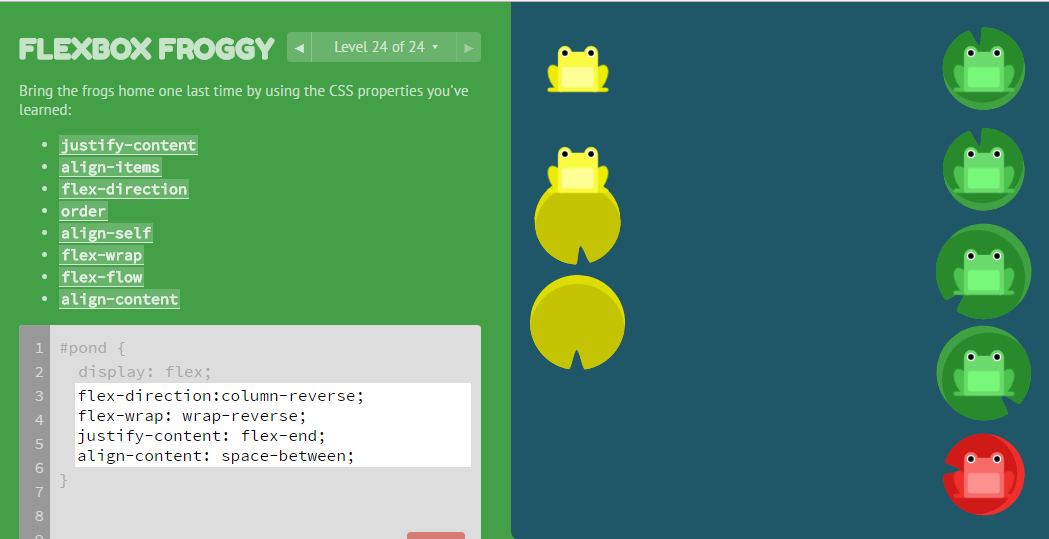 FLEXBOX FROGGY
◀ Level 24 of 24 ▾ ▶
Bring the frogs home one last time by using the CSS properties you've
learned:
• justify-content
• align-items
• flex-direction
• order
• align-self
• flex-wrap
• flex-flow
• align-content
1 #pond {
2 display: flex;
3 flex-direction:column-reverse;
4 flex-wrap: wrap-reverse;
5 justify-content: flex-end;
6 align-content: space-between;
7 }
8